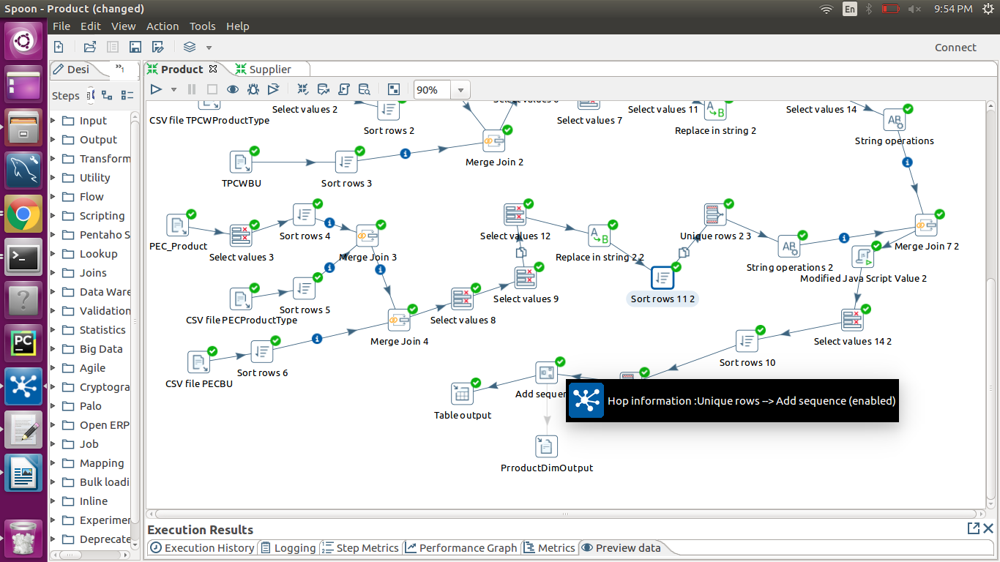 Spoon - Product (changed)
En
9:54 PM
File Edit View Action Tools Help
Connect
Desi
»1
Product
Supplier
Steps
90%
Input
Output
Transform
Utility
Flow
Scripting
Pentaho S
Lookup
Joins
Data Ware
Validation
Statistics
Big Data
Agile
Cryptogra
Palo
Open ERP
Job
Mapping
Bulk loadi
Inline
Experimer
Deprecate
CSV file TPCWProductType
Select values 2
Sort rows 2
Select values 7
Select values 11
Replace in string 2
Select values 14
String operations
TPCWBU
Sort rows 3
Merge Join 2
PEC_Product
Select values 3
Sort rows 4
Merge Join 3
Select values 12
Replace in string 2 2
Unique rows 2 3
String operations 2
Merge Join 7 2
Modified Java Script Value 2
CSV file PECProductType
Sort rows 5
Select values 9
Sort rows 11 2
Select values 8
Merge Join 4
Select values 14 2
CSV file PECBU
Sort rows 6
Sort rows 10
Add sequen
Table output
Hop information :Unique rows --> Add sequence (enabled)
PrroductDimOutput
Execution Results
Execution History Logging Step Metrics Performance Graph Metrics Preview data